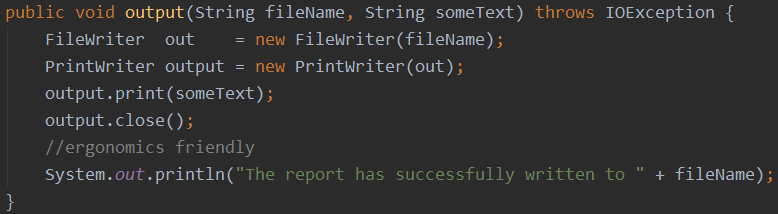 public void output(String fileName, String someText) throws IOException {
    FileWriter  out    = new FileWriter(fileName);
    PrintWriter output = new PrintWriter(out);
    output.print(someText);
    output.close();
    //ergonomics friendly
    System.out.println("The report has successfully written to " + fileName);
}